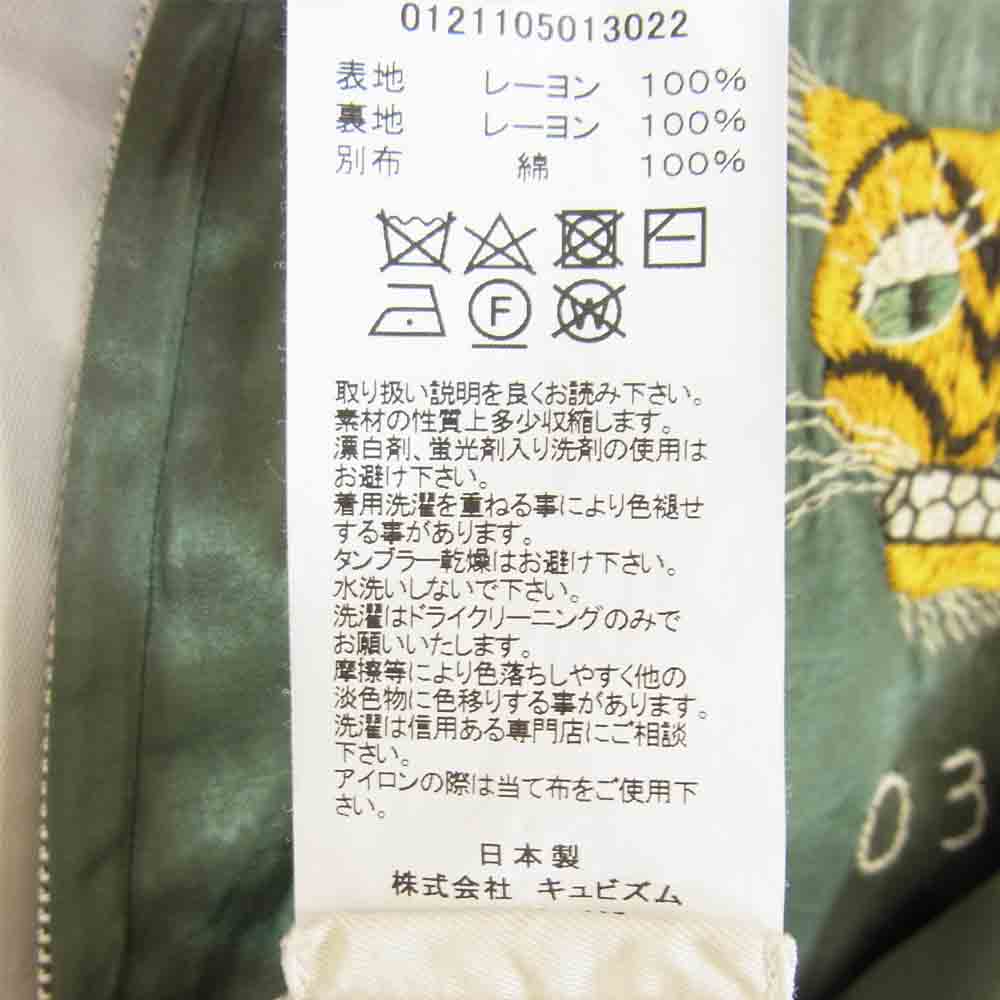 0121105013022
表地 レーヨン 100%
裏地 レーヨン 100%
別布 綿 100%
F W
取り扱い説明を良くお読み下さい。
素材の性質上多少収縮します。
漂白剤、蛍光剤入り洗剤の使用は
お避け下さい。
着用洗濯を重ねる事により色褪せ
する事があります。
タンブラー乾燥はお避け下さい。
水洗いしないで下さい。
洗濯はドライクリーニングのみで
お願いいたします。
摩擦等により色落ちしやすく他の
淡色物に色移りする事があります。
洗濯は信用ある専門店にご相談
下さい。
アイロンの際は当て布をご使用下
さい。
日本製
株式会社 キュビズム
03